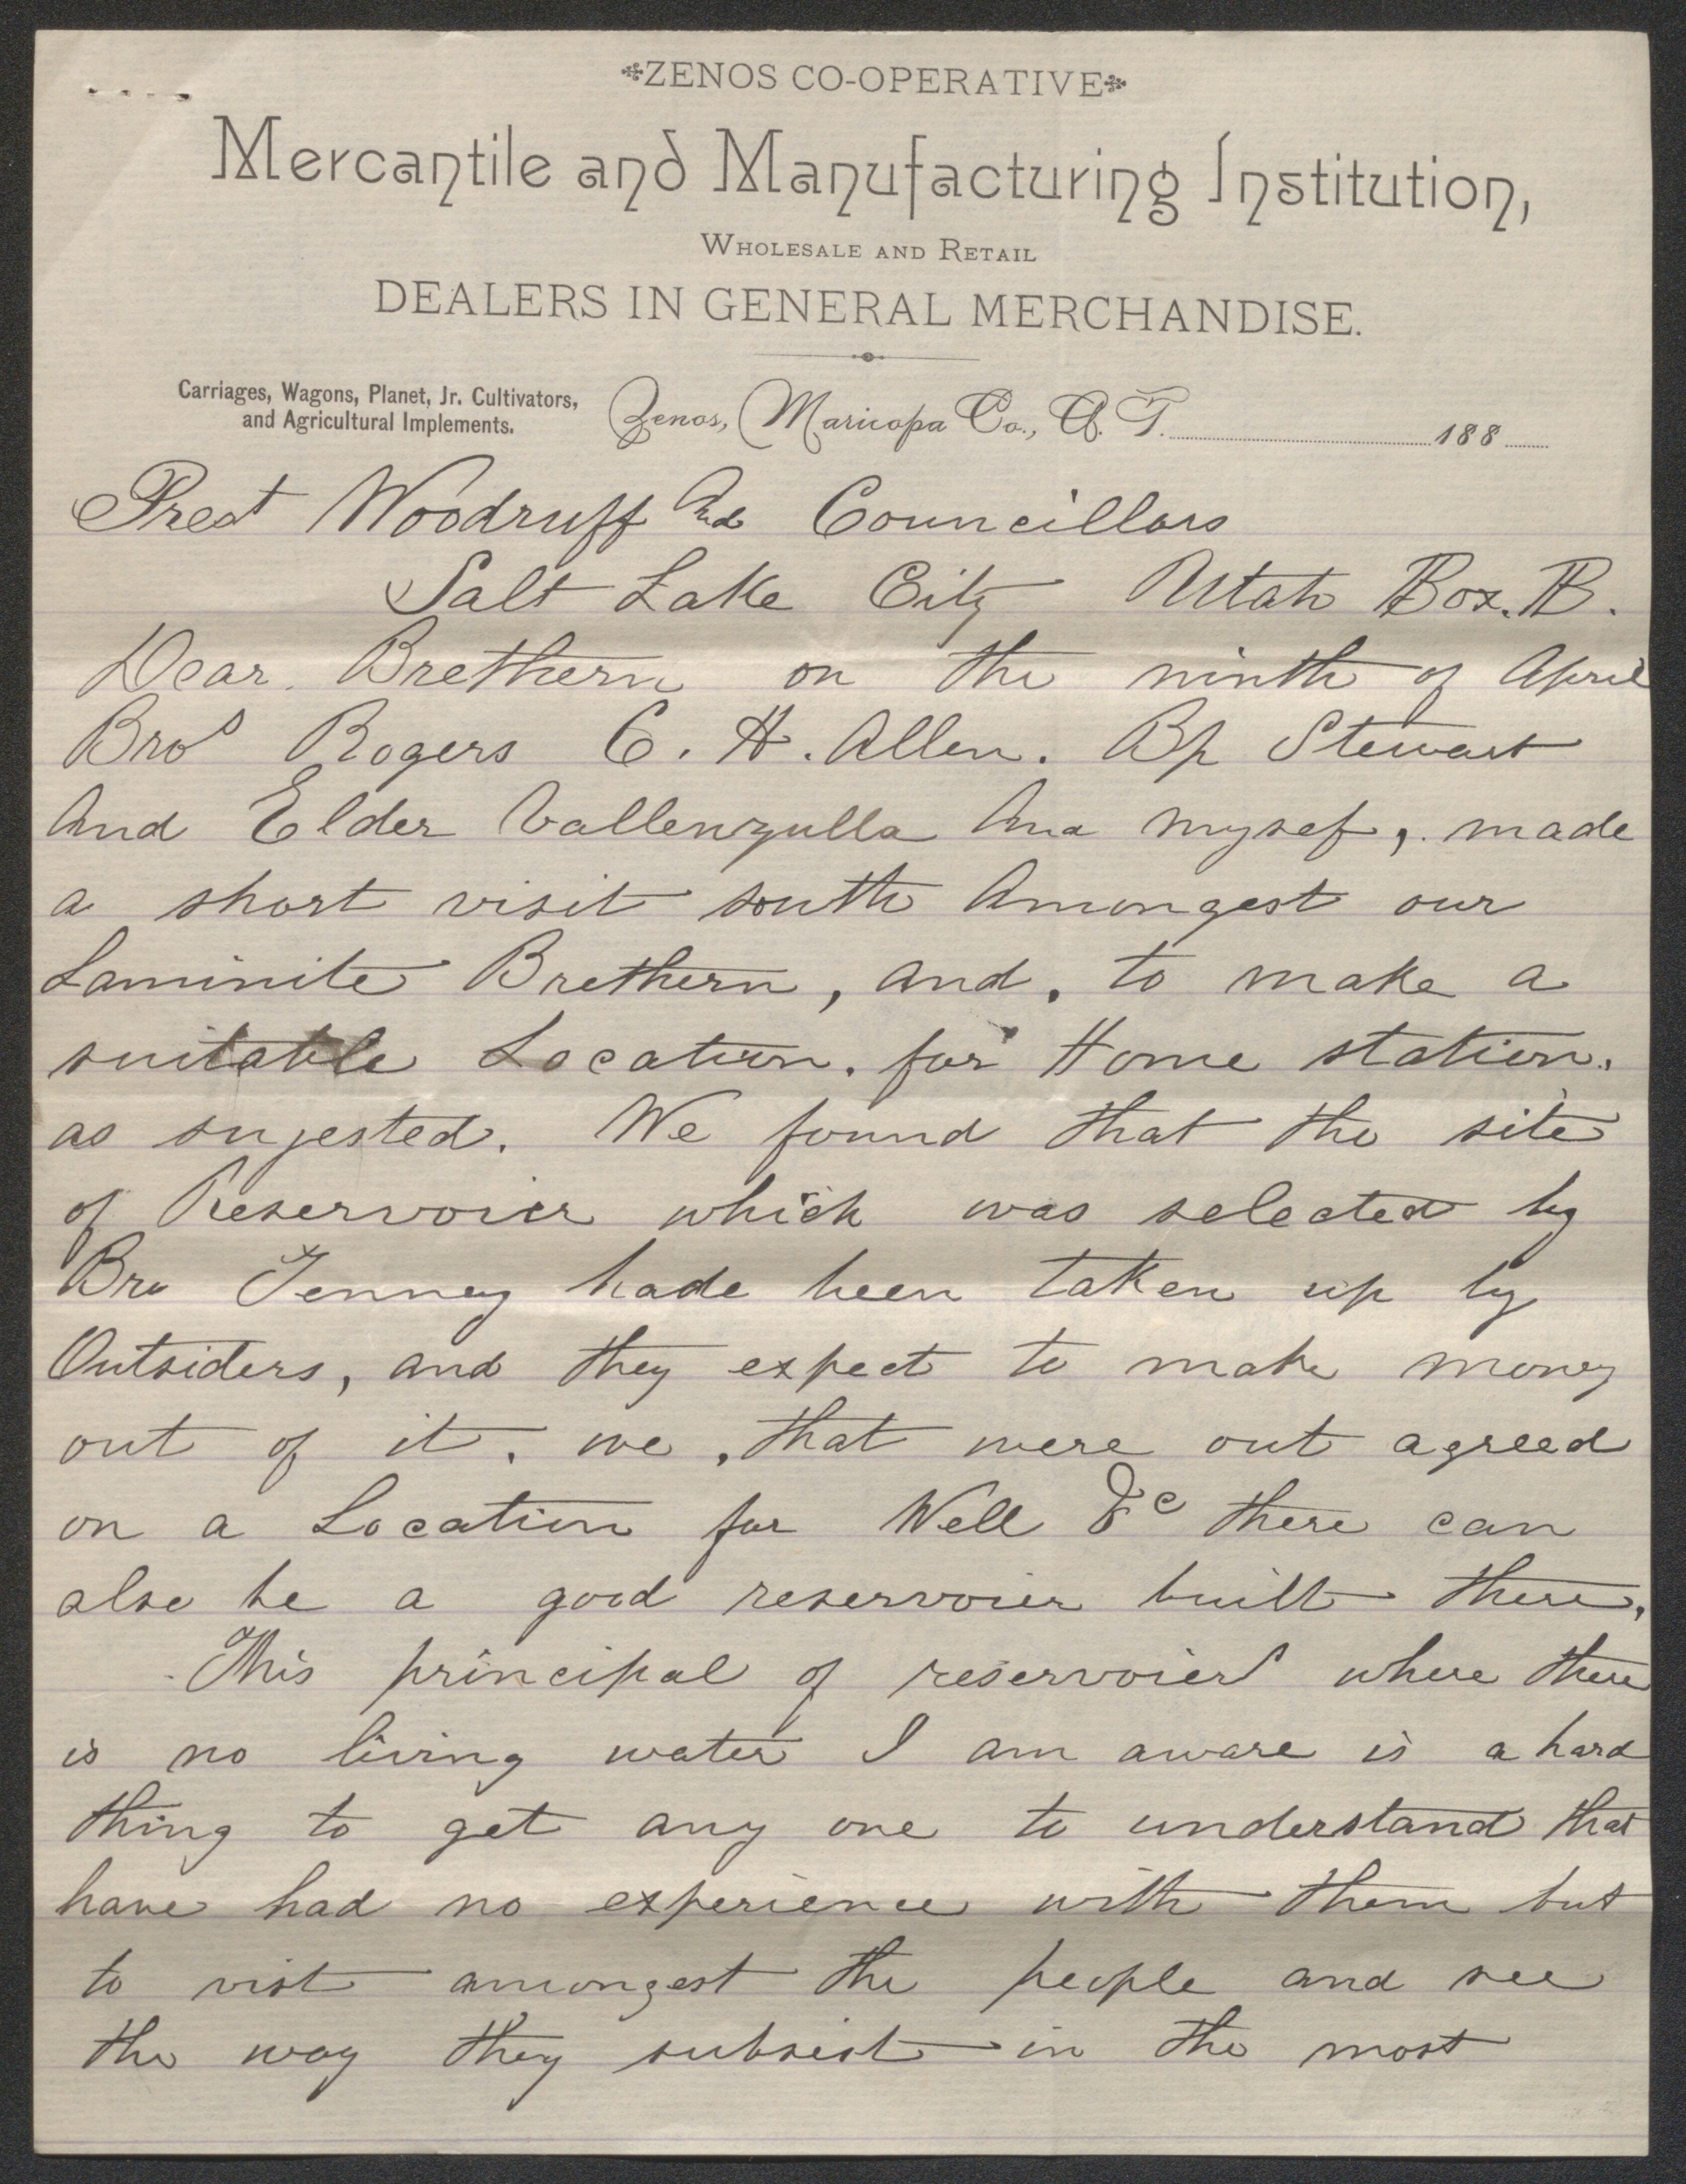 ZENOS CO-OPERATIVE
Mercantile and Manufacturing Institution,
WHOLESALE AND RETAIL
DEALERS IN GENERAL MERCHANDISE.
Carriages, Wagons, Planet, Jr. Cultivators,
and Agricultural Implements.
Zenos, Maricopa Co., A. T. 188
Prest Woodruff And Councillors
Salt Lake City Utah Box. B.
Dear Brethern on the ninth of April
Bros Rogers C. H. Allen. Bp Stewart
And Elder Vallenzulla And mysef, made
a short visit south Amongest our
Laminite Brethern, and, to make a
suitable Location. for Home station.
as sujested. We found that the site
of Reservoier which was selected by
Bro Tenney hade been taken up by
Outsiders, and they expect to make money
out of it. we, that were out agreed
on a Location for Well &c there can
also be a good reservoier built there,
This principal of reservoiers where there
is no living water I am aware is a hard
thing to get any one to understand that
have had no experience with them but
to vist amongest the people and see
the way they subsist in the most